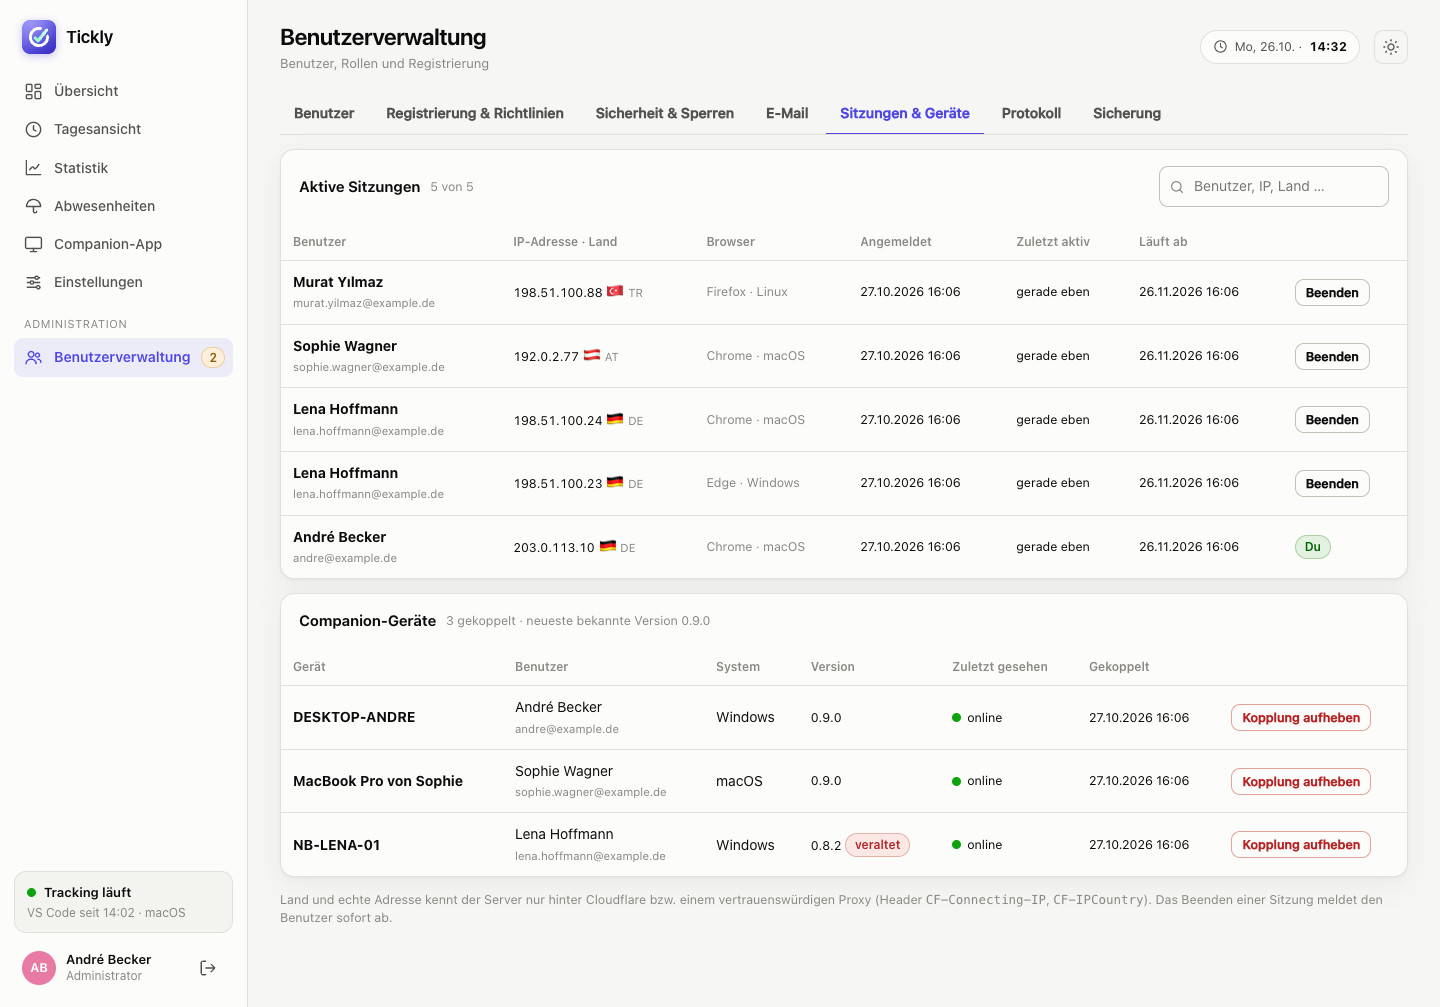 Tickly
Übersicht
Tagesansicht
Statistik
Abwesenheiten
Companion-App
Einstellungen
ADMINISTRATION
Benutzerverwaltung 2
Tracking läuft
VS Code seit 14:02 · macOS
AB André Becker
Administrator
Benutzerverwaltung
Benutzer, Rollen und Registrierung
Mo, 26.10. · 14:32
Benutzer Registrierung & Richtlinien Sicherheit & Sperren E-Mail Sitzungen & Geräte Protokoll Sicherung
Aktive Sitzungen 5 von 5
Benutzer, IP, Land ...
Benutzer IP-Adresse · Land Browser Angemeldet Zuletzt aktiv Läuft ab
Murat Yılmaz
murat.yilmaz@example.de
198.51.100.88 TR Firefox · Linux 27.10.2026 16:06 gerade eben 26.11.2026 16:06 Beenden
Sophie Wagner
sophie.wagner@example.de
192.0.2.77 AT Chrome · macOS 27.10.2026 16:06 gerade eben 26.11.2026 16:06 Beenden
Lena Hoffmann
lena.hoffmann@example.de
198.51.100.24 DE Chrome · macOS 27.10.2026 16:06 gerade eben 26.11.2026 16:06 Beenden
Lena Hoffmann
lena.hoffmann@example.de
198.51.100.23 DE Edge · Windows 27.10.2026 16:06 gerade eben 26.11.2026 16:06 Beenden
André Becker
andre@example.de
203.0.113.10 DE Chrome · macOS 27.10.2026 16:06 gerade eben 26.11.2026 16:06 Du
Companion-Geräte 3 gekoppelt · neueste bekannte Version 0.9.0
Gerät Benutzer System Version Zuletzt gesehen Gekoppelt
DESKTOP-ANDRE
André Becker
andre@example.de
Windows 0.9.0 online 27.10.2026 16:06 Kopplung aufheben
MacBook Pro von Sophie
Sophie Wagner
sophie.wagner@example.de
macOS 0.9.0 online 27.10.2026 16:06 Kopplung aufheben
NB-LENA-01
Lena Hoffmann
lena.hoffmann@example.de
Windows 0.8.2 veraltet online 27.10.2026 16:06 Kopplung aufheben
Land und echte Adresse kennt der Server nur hinter Cloudflare bzw. einem vertrauenswürdigen Proxy (Header CF-Connecting-IP, CF-IPCountry). Das Beenden einer Sitzung meldet den
Benutzer sofort ab.